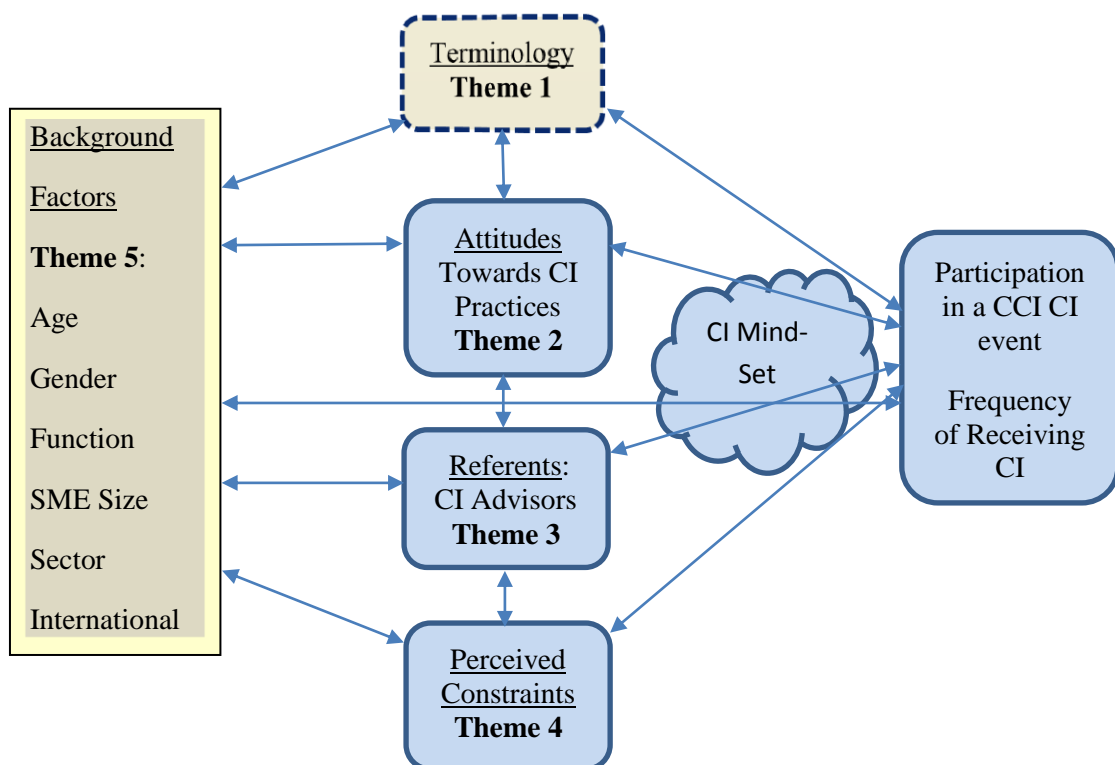 Terminology
Theme 1
Background
Factors
Theme 5:
Age
Gender
Function
SME Size
Sector
International
Attitudes
Towards CI
Practices
Theme 2
Referents:
CI Advisors
Theme 3
Perceived
Constraints
Theme 4
CI Mind-
Set
Participation
in a CCI CI
event
Frequency
of Receiving
CI